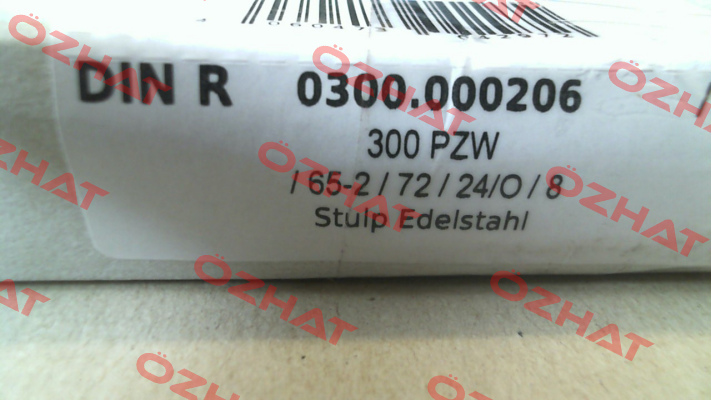 DIN R 0300.000206
300 PZW
/ 65-2 / 72 / 24/O / 8
Stulp Edelstahl
ÖZHAT
ÖZHAT
ÖZHAT
ÖZHAT
ÖZHAT
ÖZHAT
ÖZHAT
ÖZHAT